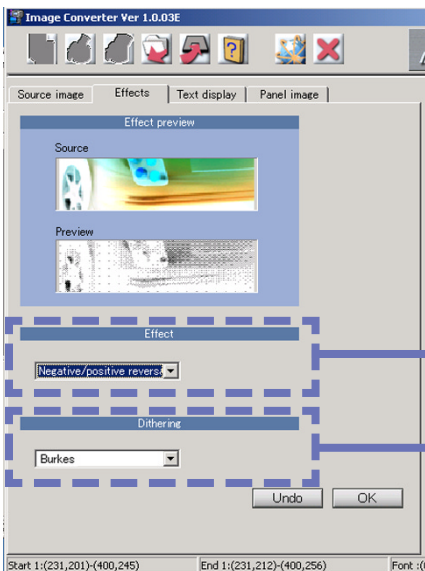 Image Converter Ver 1.0.03E
Source image Effects Text display Panel image
Effect preview
Source
Preview
Effect
Negative/positive revers
Dithering
Burkes
Undo OK
Start 1:(231,201)-(400,245) End 1:(231,212)-(400,256) Font :(